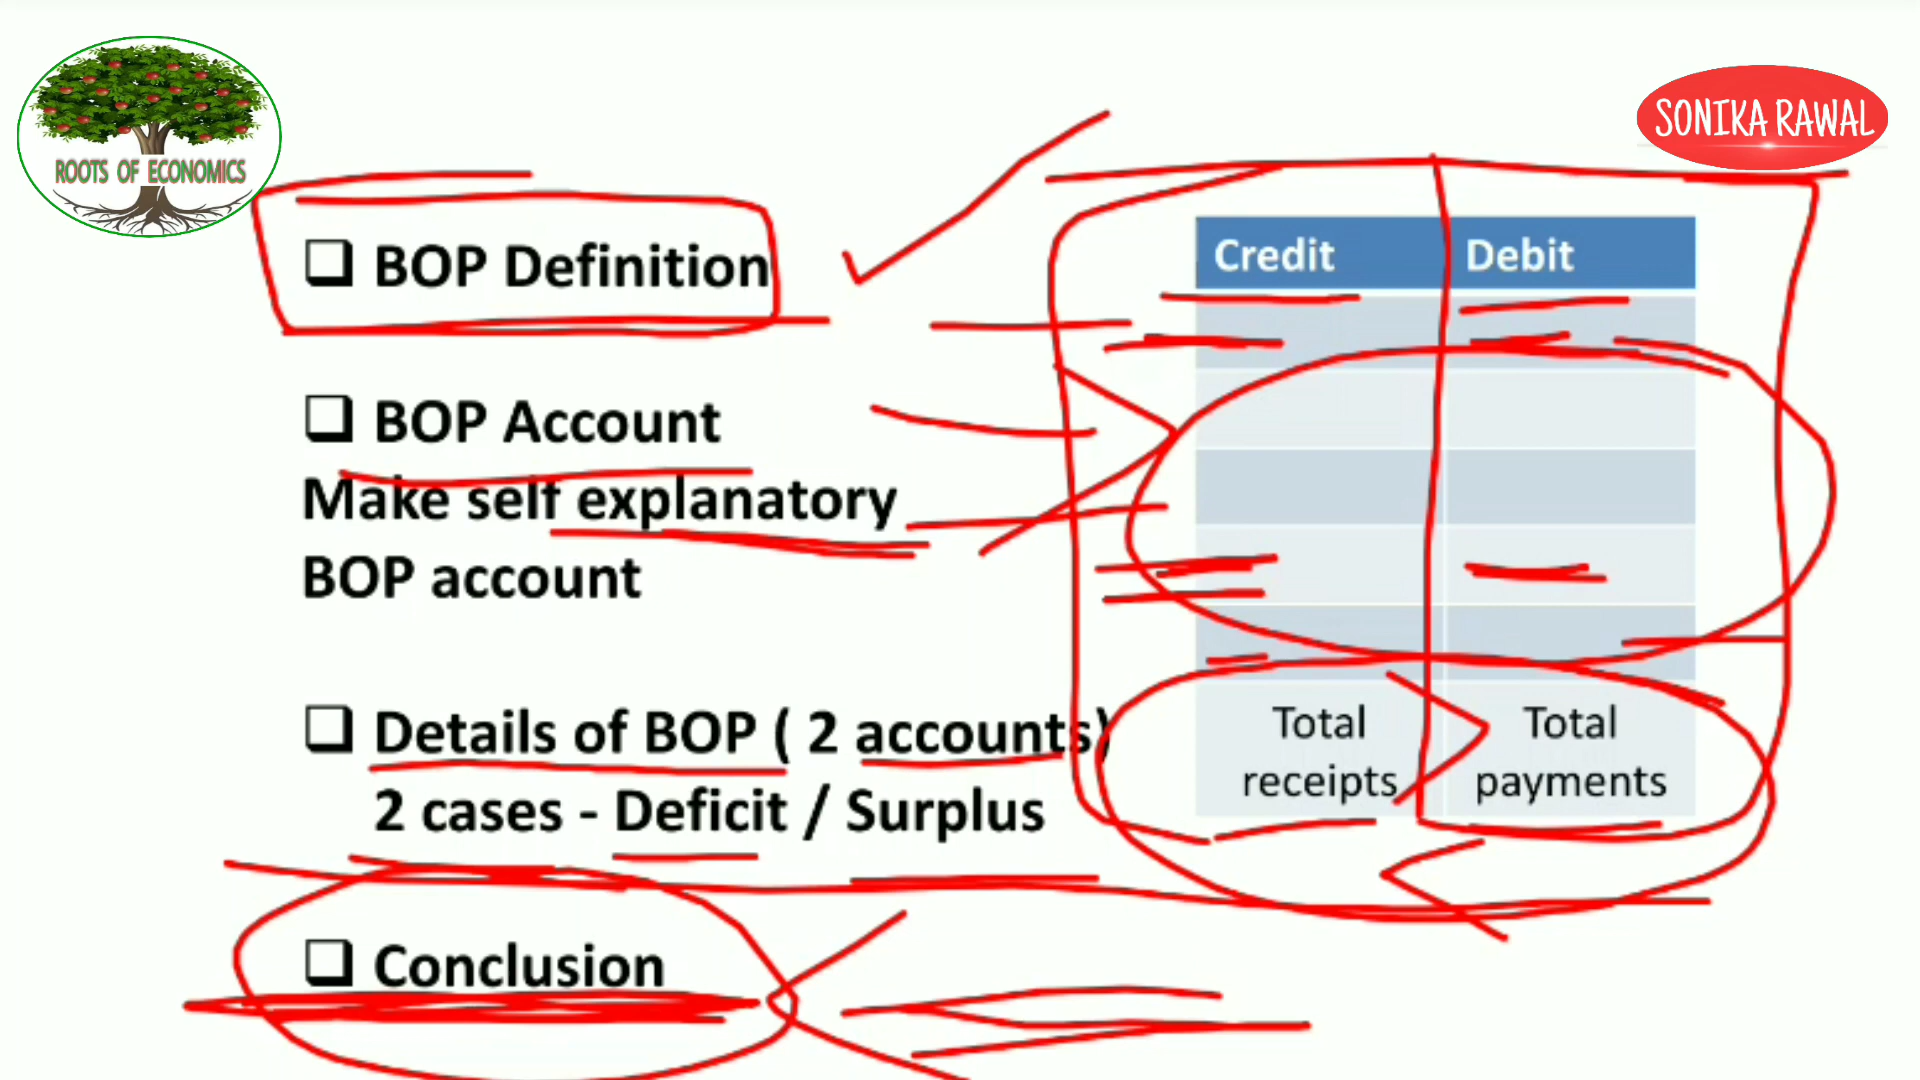 ROOTS OF ECONOMICS
SONIKA RAWAL
❑ BOP Definition
❑ BOP Account
Make self explanatory
BOP account
❑ Details of BOP ( 2 accounts)
2 cases - Deficit / Surplus
❑ Conclusion
Credit Debit
Total receipts
Total payments